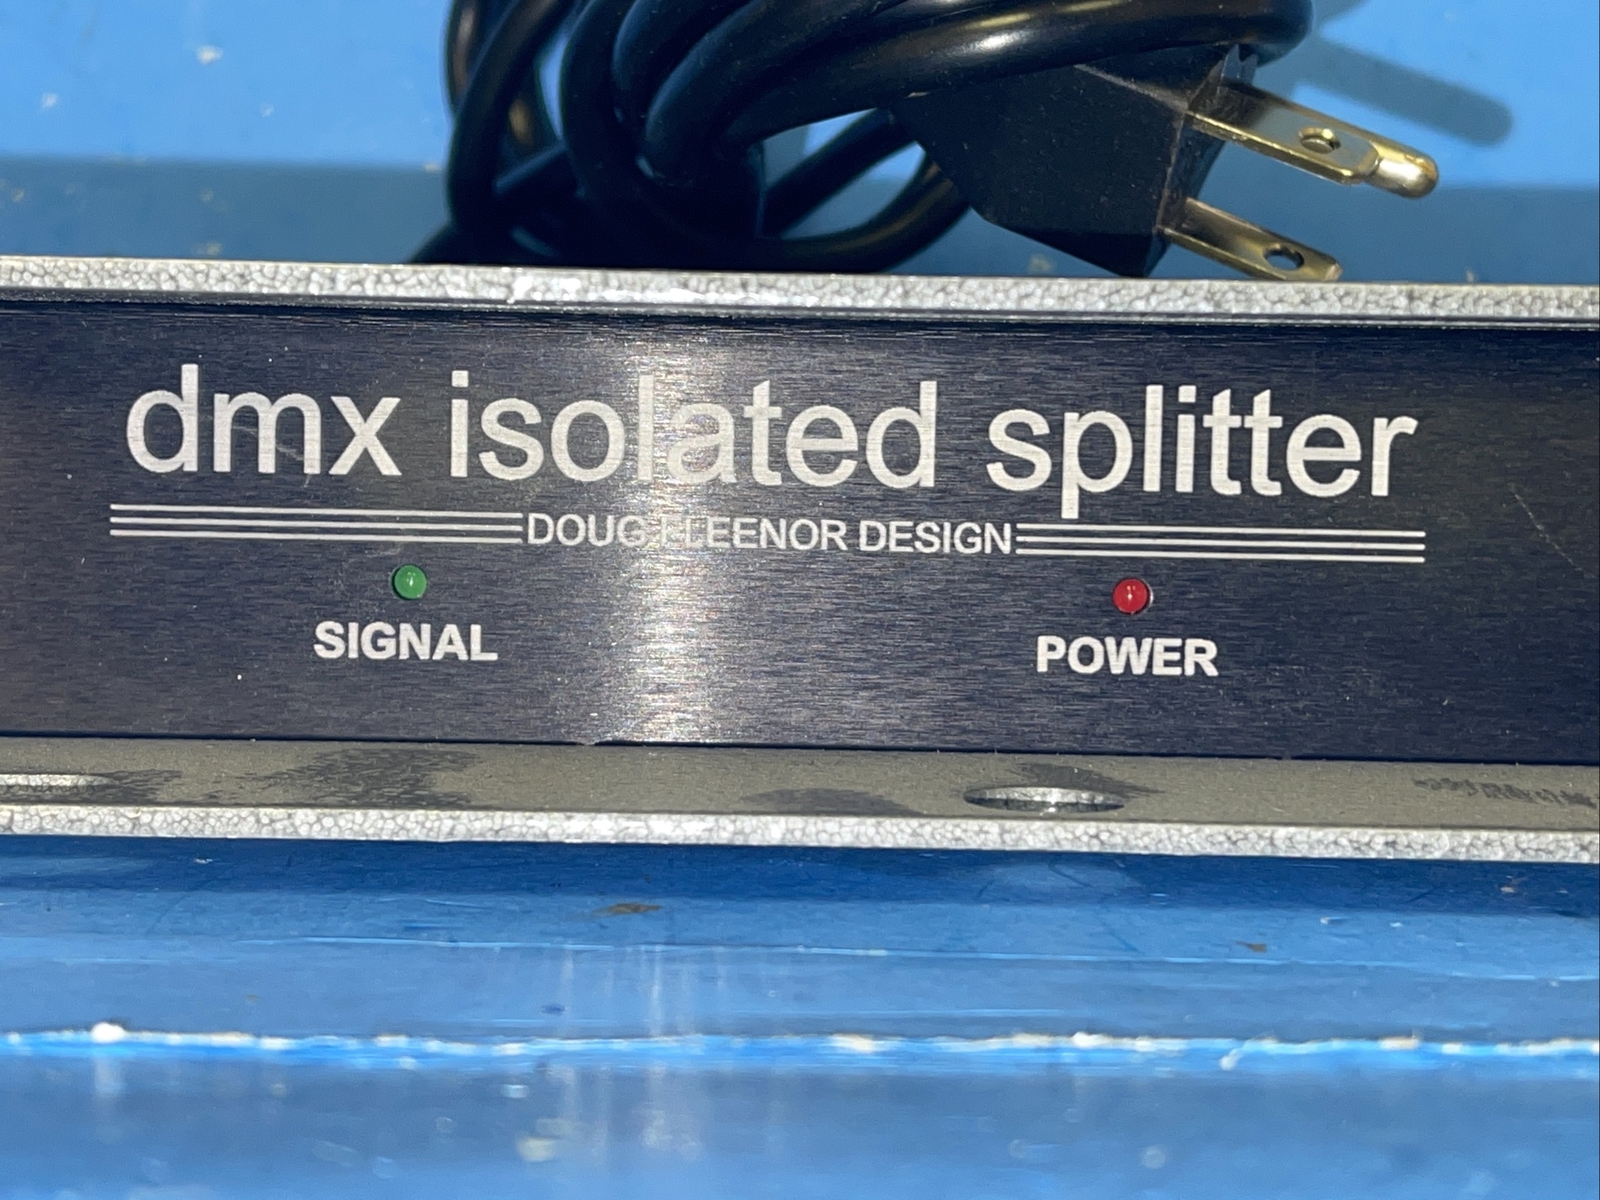 dmx isolated splitter
DOUG FLEENOR DESIGN
SIGNAL
POWER